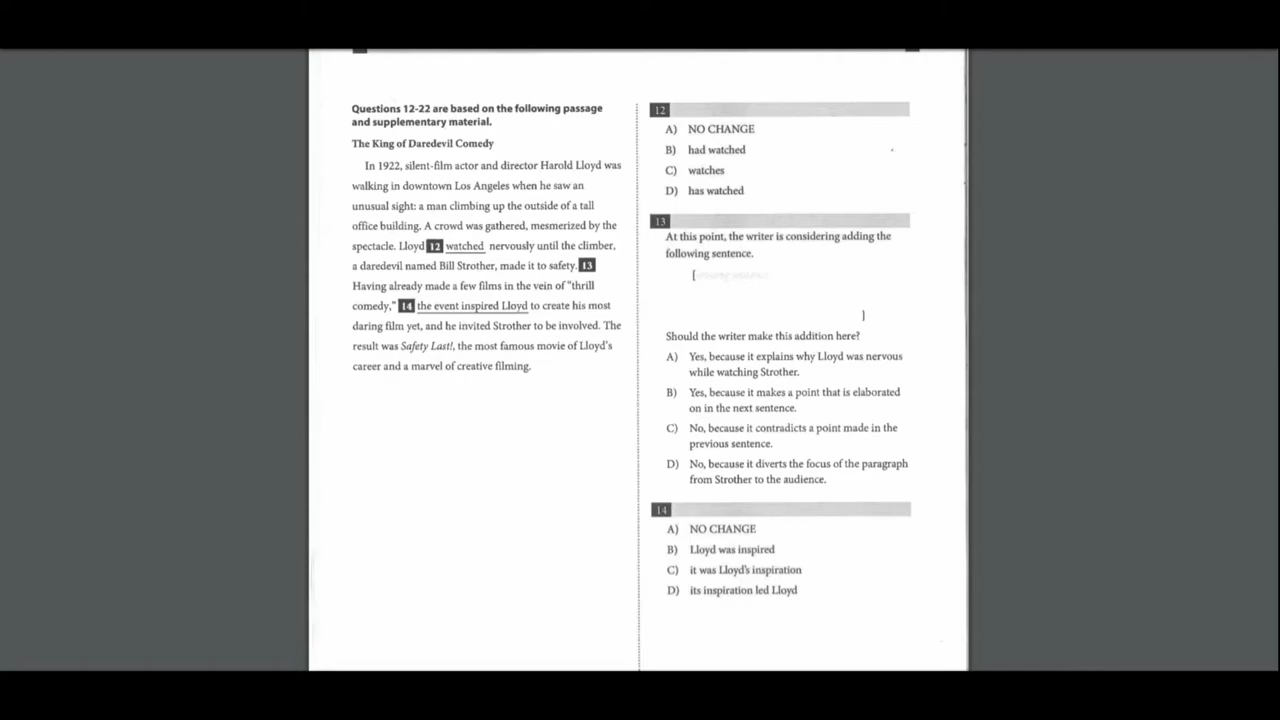 Questions 12-22 are based on the following passage
and supplementary material.
The King of Daredevil Comedy
In 1922, silent-film actor and director Harold Lloyd was
walking in downtown Los Angeles when he saw an
unusual sight: a man climbing up the outside of a tall
office building. A crowd was gathered, mesmerized by the
spectacle. Lloyd 12 watched nervously until the climber,
a daredevil named Bill Strother, made it to safety. 13
Having already made a few films in the vein of “thrill
comedy,” 14 the event inspired Lloyd to create his most
daring film yet, and he invited Strother to be involved. The
result was Safety Last!, the most famous movie of Lloyd’s
career and a marvel of creative filming.
12
A) NO CHANGE
B) had watched
C) watches
D) has watched
13
At this point, the writer is considering adding the
following sentence.
[
]
Should the writer make this addition here?
A) Yes, because it explains why Lloyd was nervous
while watching Strother.
B) Yes, because it makes a point that is elaborated
on in the next sentence.
C) No, because it contradicts a point made in the
previous sentence.
D) No, because it diverts the focus of the paragraph
from Strother to the audience.
14
A) NO CHANGE
B) Lloyd was inspired
C) it was Lloyd’s inspiration
D) its inspiration led Lloyd